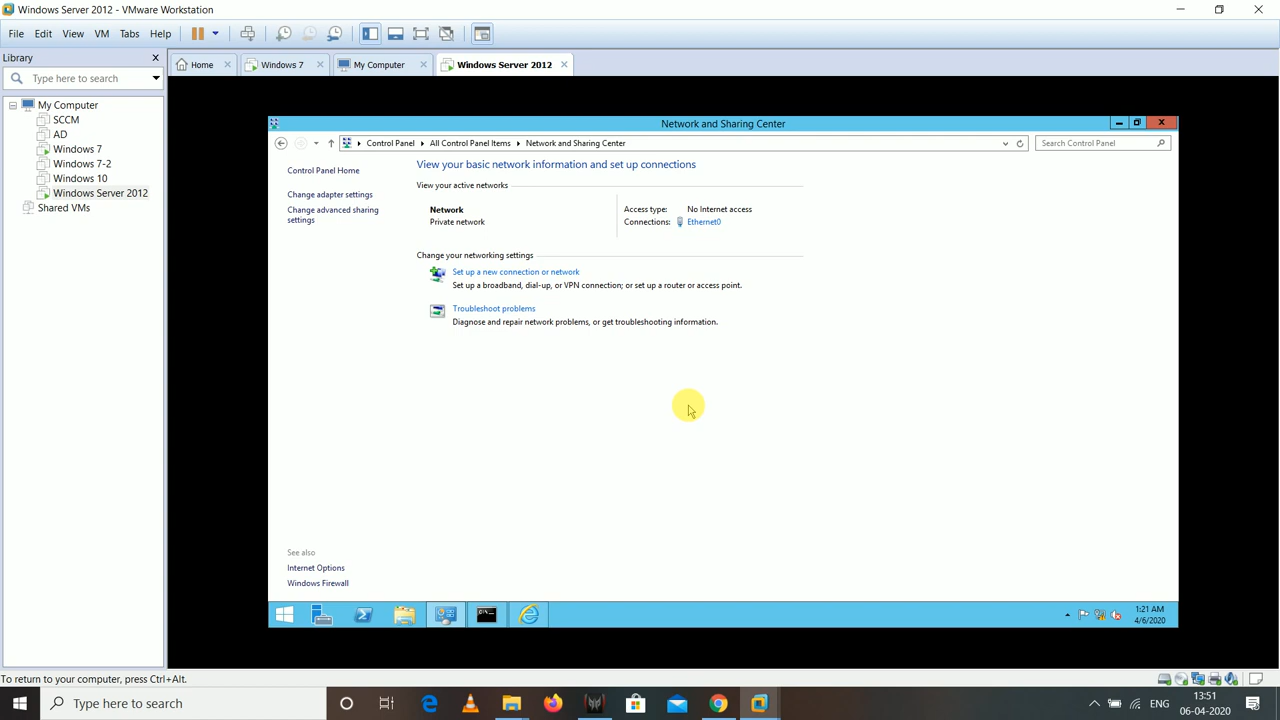 Windows Server 2012 - VMware Workstation
File Edit View VM Tabs Help
Library
Type here to search
Home
Windows 7
My Computer
Windows Server 2012
My Computer
SCCM
AD
Windows 7
Windows 7-2
Windows 10
Windows Server 2012
Shared VMs
Network and Sharing Center
Control Panel All Control Panel Items Network and Sharing Center
Search Control Panel
Control Panel Home
Change adapter settings
Change advanced sharing
settings
View your basic network information and set up connections
View your active networks
Network
Private network
Access type: No Internet access
Connections: Ethernet0
Change your networking settings
Set up a new connection or network
Set up a broadband, dial-up, or VPN connection; or set up a router or access point.
Troubleshoot problems
Diagnose and repair network problems, or get troubleshooting information.
See also
Internet Options
Windows Firewall
1:21 AM
4/6/2020
To return to your computer, press Ctrl+Alt.
Type here to search
ENG
13:51
06-04-2020